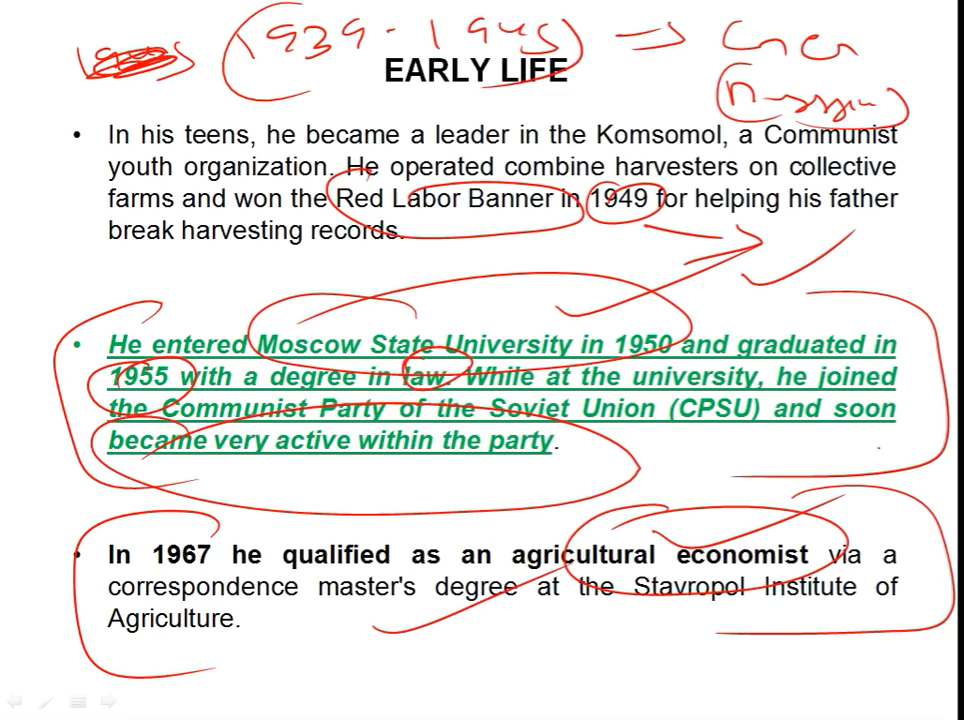 (1939-1945) →
EARLY LIFE
• In his teens, he became a leader in the Komsomol, a Communist
youth organization. He operated combine harvesters on collective
farms and won the Red Labor Banner in 1949 for helping his father
break harvesting records.
• He entered Moscow State University in 1950 and graduated in
1955 with a degree in law. While at the university, he joined
the Communist Party of the Soviet Union (CPSU) and soon
became very active within the party.
• In 1967 he qualified as an agricultural economist via a
correspondence master's degree at the Stavropol Institute of
Agriculture.